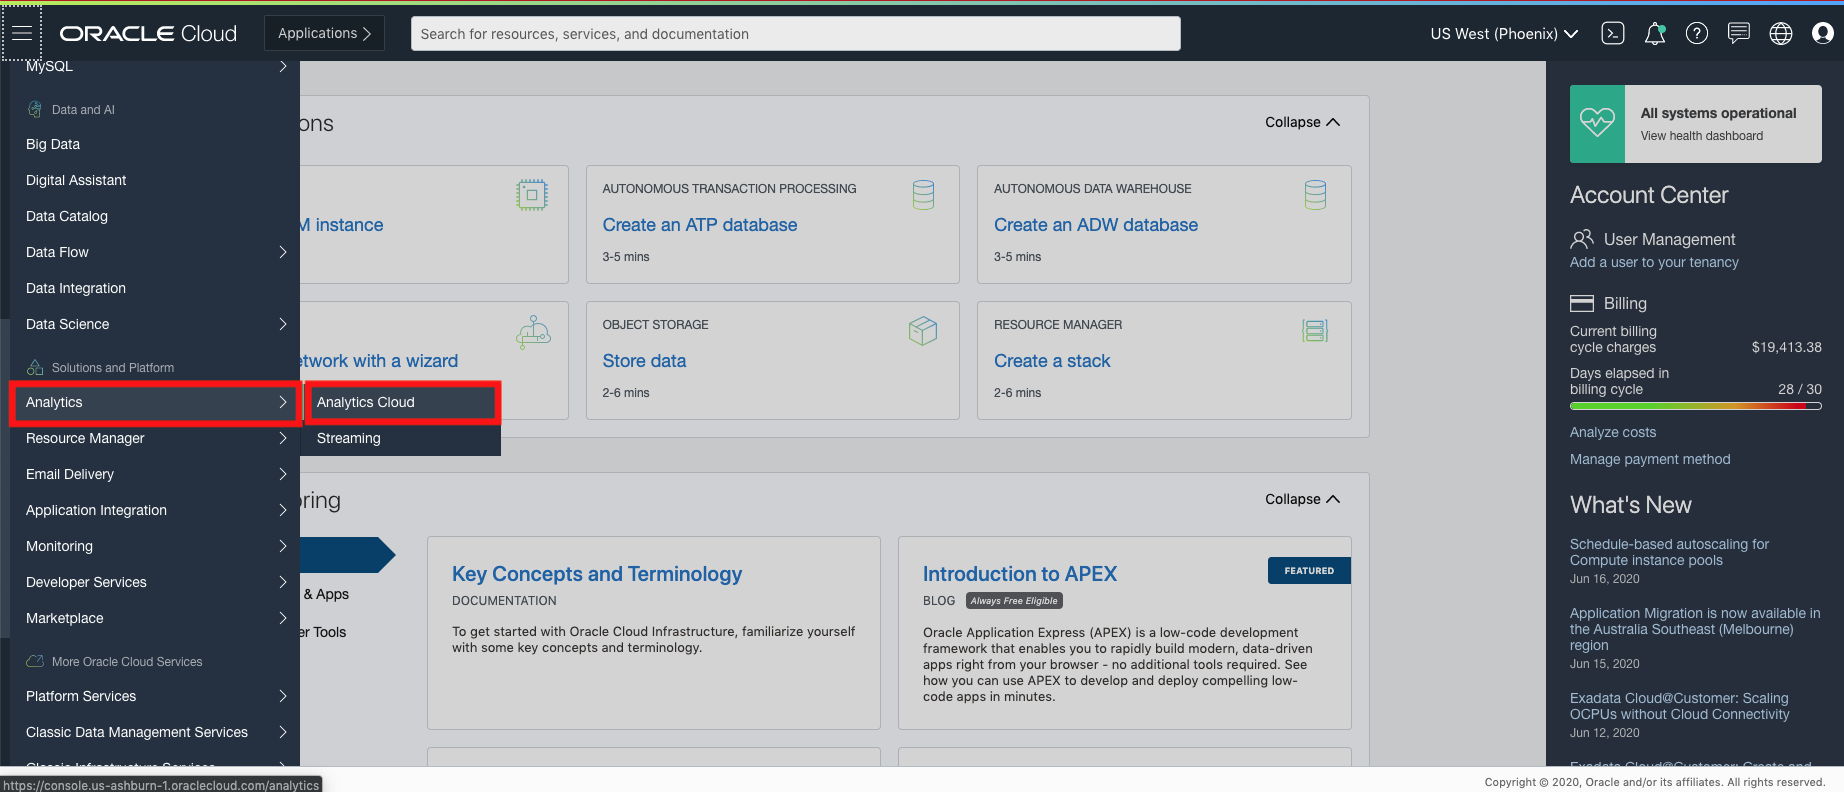 ORACLE Cloud
Applications
Search for resources, services, and documentation
US West (Phoenix)
MySQL
Data and AI
Big Data
Digital Assistant
Data Catalog
Data Flow
Data Integration
Data Science
Solutions and Platform
Analytics
Analytics Cloud
Streaming
Resource Manager
Email Delivery
Application Integration
Monitoring
Developer Services
Marketplace
More Oracle Cloud Services
Platform Services
Classic Data Management Services
Classic Infrastructure Services
https://console.us-ashburn-1.oraclecloud.com/analytics
ons
Collapse
M instance
AUTONOMOUS TRANSACTION PROCESSING
Create an ATP database
3-5 mins
AUTONOMOUS DATA WAREHOUSE
Create an ADW database
3-5 mins
etwork with a wizard
OBJECT STORAGE
Store data
2-6 mins
RESOURCE MANAGER
Create a stack
2-6 mins
oring
Collapse
& Apps
er Tools
Key Concepts and Terminology
DOCUMENTATION
To get started with Oracle Cloud Infrastructure, familiarize yourself
with some key concepts and terminology.
Introduction to APEX
FEATURED
BLOG Always Free Eligible
Oracle Application Express (APEX) is a low-code development
framework that enables you to rapidly build modern, data-driven
apps right from your browser - no additional tools required. See
how you can use APEX to develop and deploy compelling low-
code apps in minutes.
All systems operational
View health dashboard
Account Center
User Management
Add a user to your tenancy
Billing
Current billing
cycle charges $19,413.38
Days elapsed in
billing cycle 28 / 30
Analyze costs
Manage payment method
What's New
Schedule-based autoscaling for
Compute instance pools
Jun 16, 2020
Application Migration is now available in
the Australia Southeast (Melbourne)
region
Jun 15, 2020
Exadata Cloud@Customer: Scaling
OCPUs without Cloud Connectivity
Jun 12, 2020
Exadata Cloud@Customer: Create and
Copyright © 2020, Oracle and/or its affiliates. All rights reserved.